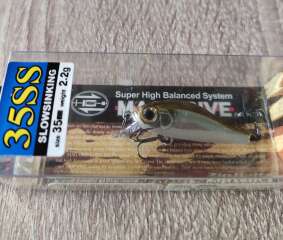 35SS
SLOWSINKING
size 35mm weight 2.2g
Super High Balanced System